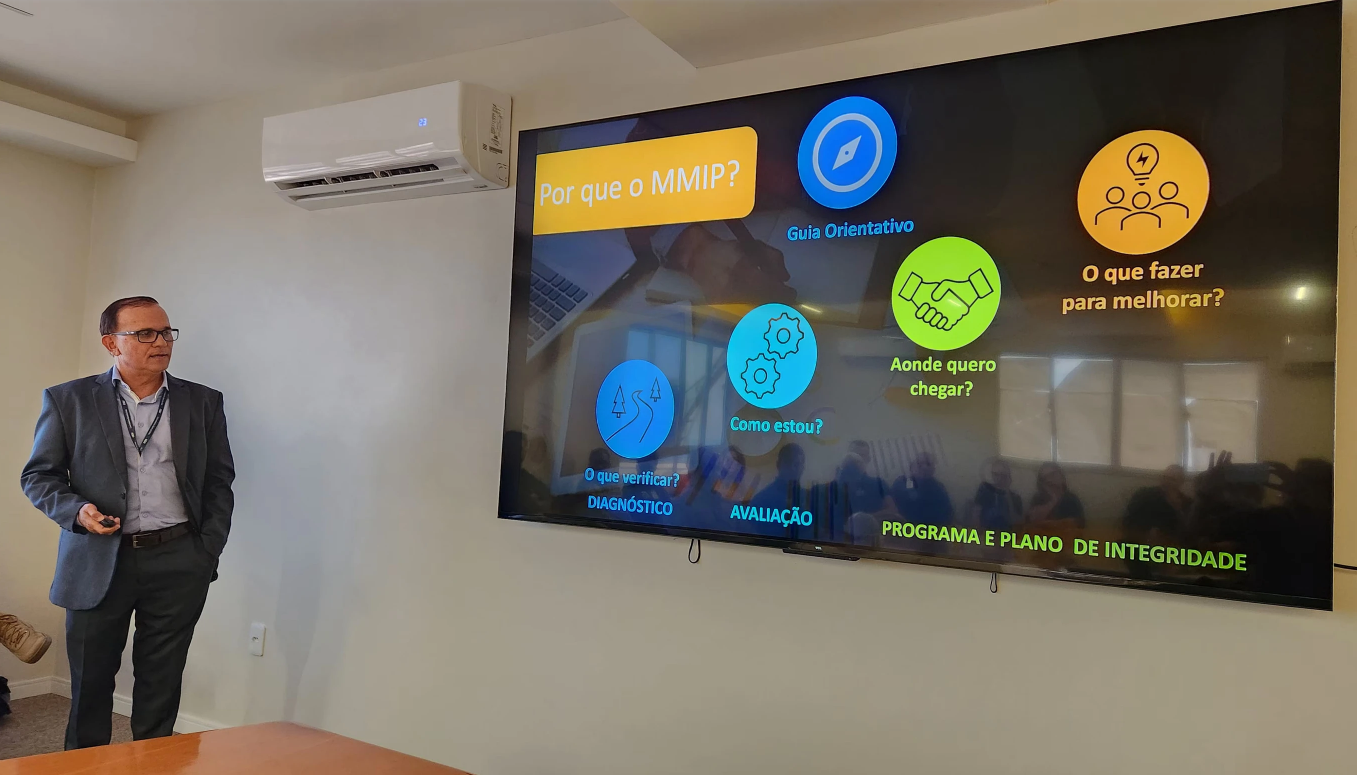 Por que o MMIP?
Guia Orientativo
O que fazer
para melhorar?
Aonde quero
chegar?
Como estou?
O que verificar?
DIAGNÓSTICO
AVALIAÇÃO
PROGRAMA E PLANO DE INTEGRIDADE
TCL